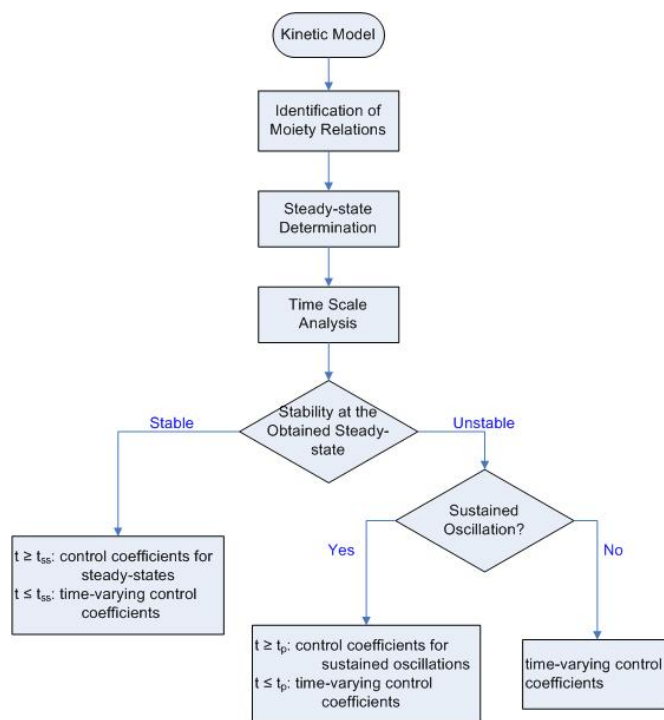 Kinetic Model
Identification of
Moiety Relations
Steady-state
Determination
Time Scale
Analysis
Stability at the
Obtained Steady-
state
Stable
Unstable
Sustained
Oscillation?
Yes
No
t ≥ tss: control coefficients for
steady-states
t ≤ tss: time-varying control
coefficients
t ≥ tp: control coefficients for
sustained oscillations
t ≤ tp: time-varying control
coefficients
time-varying control
coefficients